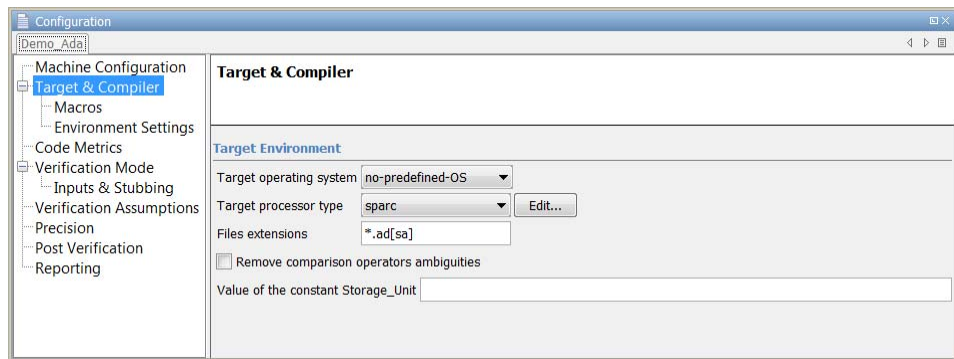 Configuration
Demo_Ada
Machine Configuration
Target & Compiler
Macros
Environment Settings
Code Metrics
Verification Mode
Inputs & Stubbing
Verification Assumptions
Precision
Post Verification
Reporting
Target & Compiler
Target Environment
Target operating system no-predefined-OS
Target processor type sparc Edit...
Files extensions *.ad[sa]
Remove comparison operators ambiguities
Value of the constant Storage_Unit